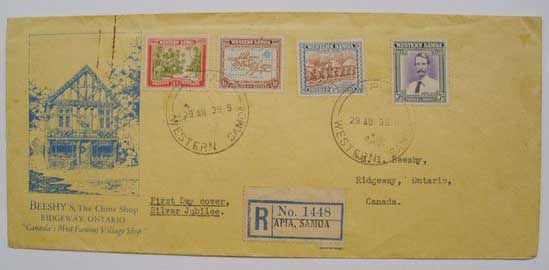 WESTERN SAMOA
WESTERN SAMOA
WESTERN SAMOA
WESTERN SAMOA
29 AU 39
WESTERN SAMOA
29 AU 39
WESTERN
Beeshy,
Ridgeway, Ontario,
Canada.
First Day cover,
Silver Jubilee.
R No. 1448
APIA, SAMOA
BEESHY'S, The China Shop
RIDGEWAY, ONTARIO
"Canada's Most Famous Village Shop"